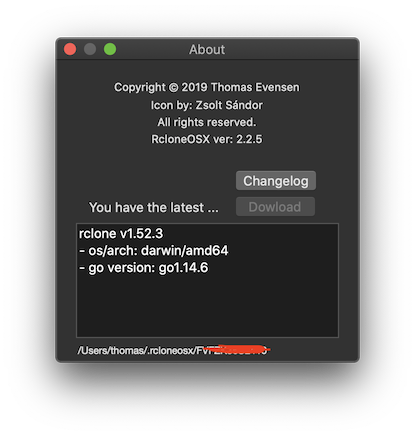 About
Copyright © 2019 Thomas Evensen
Icon by: Zsolt Sándor
All rights reserved.
RcloneOSX ver: 2.2.5
Changelog
You have the latest ...
Dowload
rclone v1.52.3
- os/arch: darwin/amd64
- go version: go1.14.6
/Users/thomas/.rcloneosx/